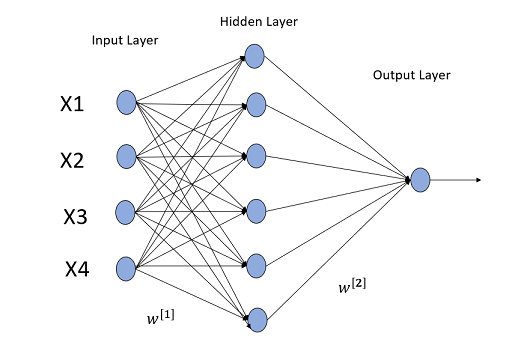 Hidden Layer
Input Layer
Output Layer
X1
X2
X3
X4
w[1]
w[2]